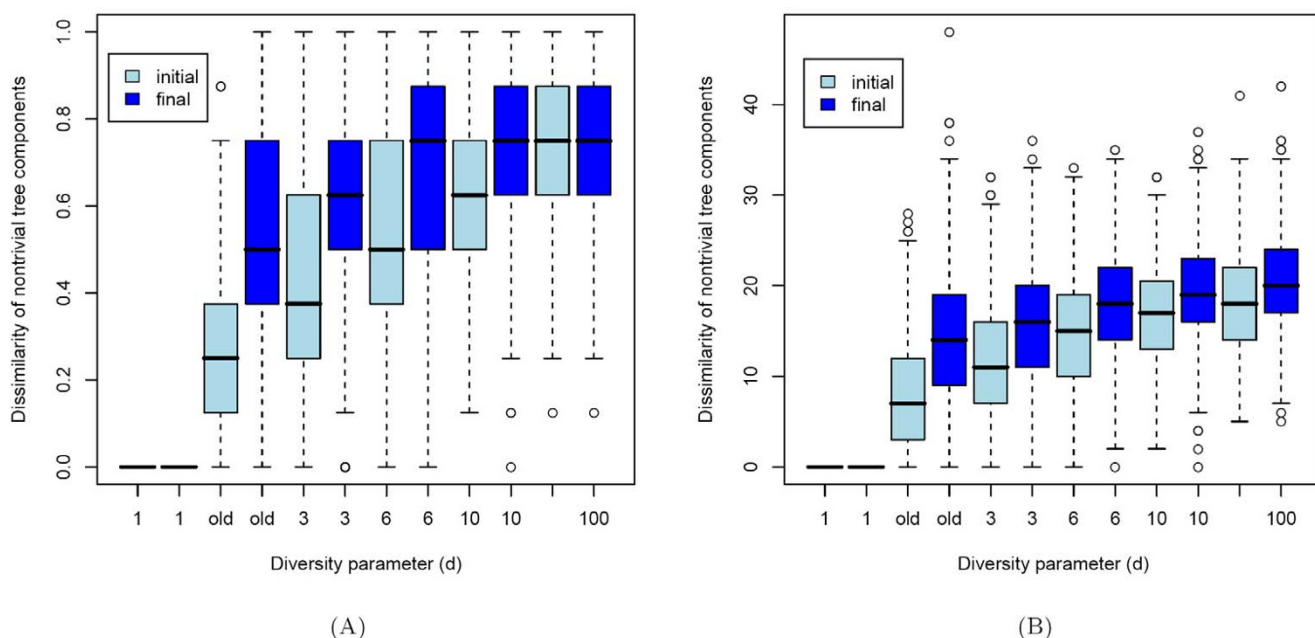 Dissimilarity of nontrivial tree components
1.0
0.8
0.6
0.4
0.2
0.0
initial
final
1 1 old old 3 3 6 6 10 10 100
Diversity parameter (d)
(A)
Dissimilarity of nontrivial tree components
40
30
20
10
0
initial
final
1 1 old old 3 3 6 6 10 10 100
Diversity parameter (d)
(B)